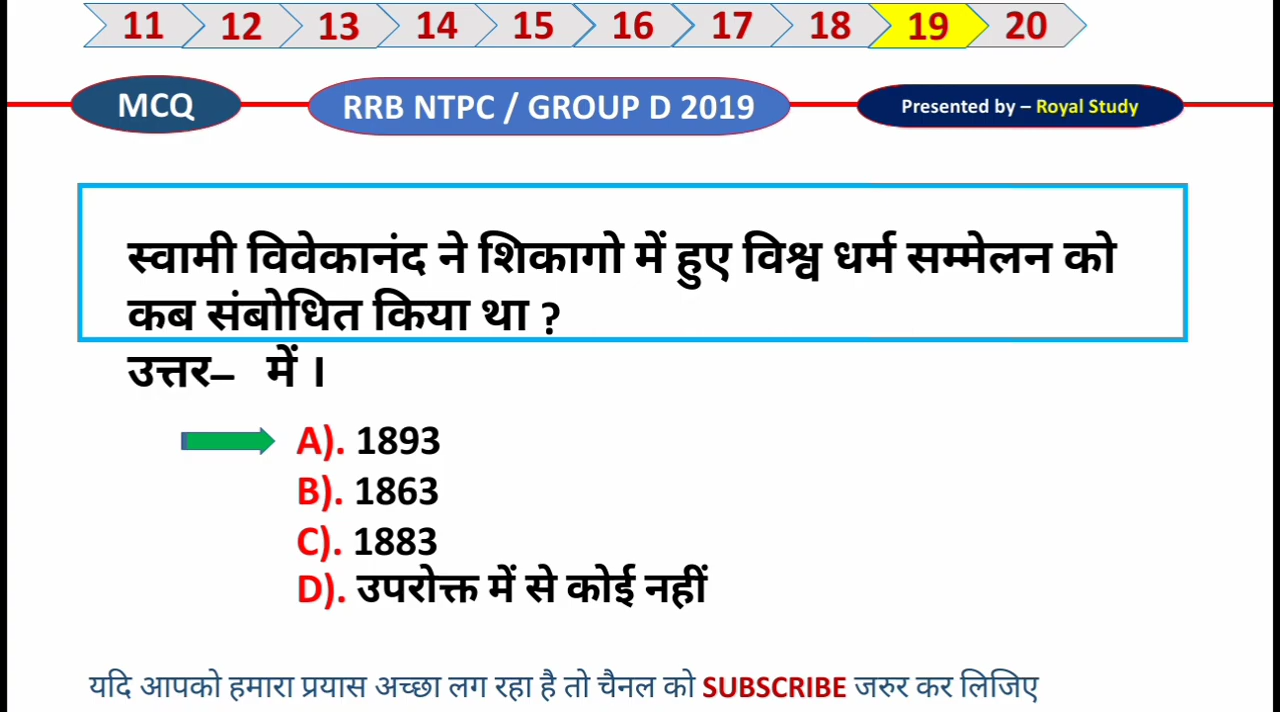 11 12 13 14 15 16 17 18 19 20
MCQ RRB NTPC / GROUP D 2019 Presented by – Royal Study
स्वामी विवेकानंद ने शिकागो में हुए विश्व धर्म सम्मेलन को
कब संबोधित किया था ?
उत्तर– में ।
A). 1893
B). 1863
C). 1883
D). उपरोक्त में से कोई नहीं
यदि आपको हमारा प्रयास अच्छा लग रहा है तो चैनल को SUBSCRIBE जरुर कर लिजिए